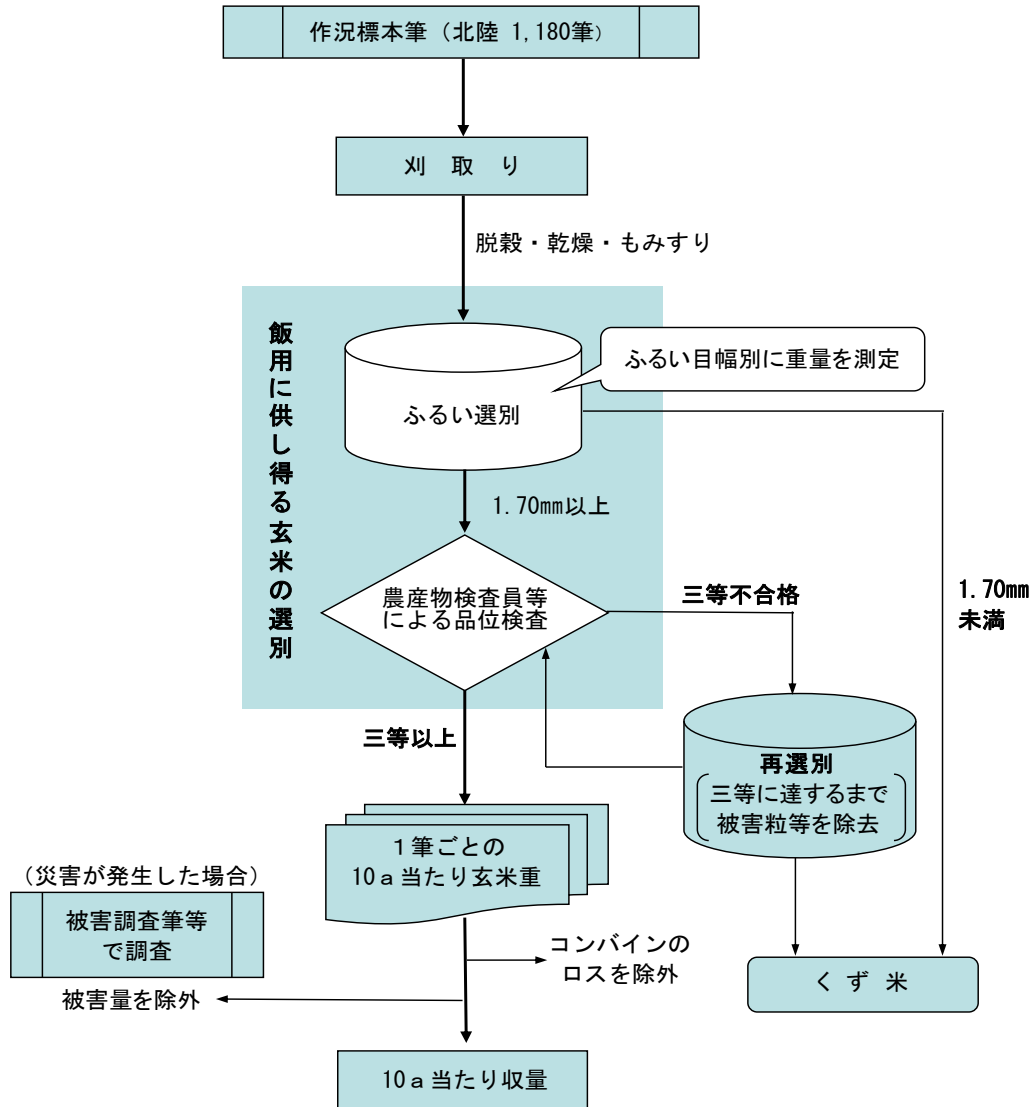 作況標本筆（北陸 1,180筆）
刈 取 り
脱穀・乾燥・もみすり
飯用に供し得る玄米の選別
ふるい目幅別に重量を測定
ふるい選別
1.70㎜以上
農産物検査員等
による品位検査
三等不合格
1.70㎜
未満
三等以上
再選別
三等に達するまで
被害粒等を除去
１筆ごとの
10ａ当たり玄米重
（災害が発生した場合）
被害調査筆等
で調査
コンバインの
ロスを除外
被害量を除外
く ず 米
10ａ当たり収量